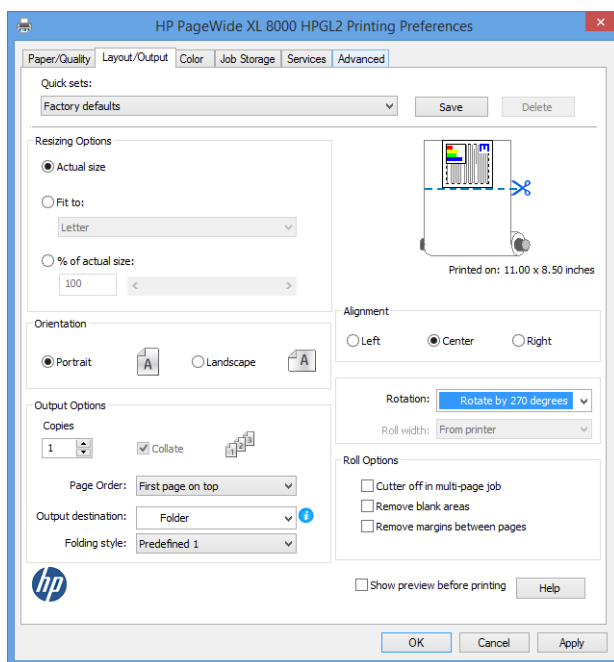 HP PageWide XL 8000 HPGL2 Printing Preferences
Paper/Quality Layout/Output Color Job Storage Services Advanced
Quick sets:
Factory defaults Save Delete
Resizing Options
Actual size
Fit to:
Letter
% of actual size:
100
Printed on: 11.00 x 8.50 inches
Orientation
Portrait A Landscape A
Alignment
Left Center Right
Rotation: Rotate by 270 degrees
Roll width: From printer
Output Options
Copies
1 Collate 1 2 3
Page Order: First page on top
Output destination: Folder i
Folding style: Predefined 1
Roll Options
Cutter off in multi-page job
Remove blank areas
Remove margins between pages
hp
Show preview before printing Help
OK Cancel Apply